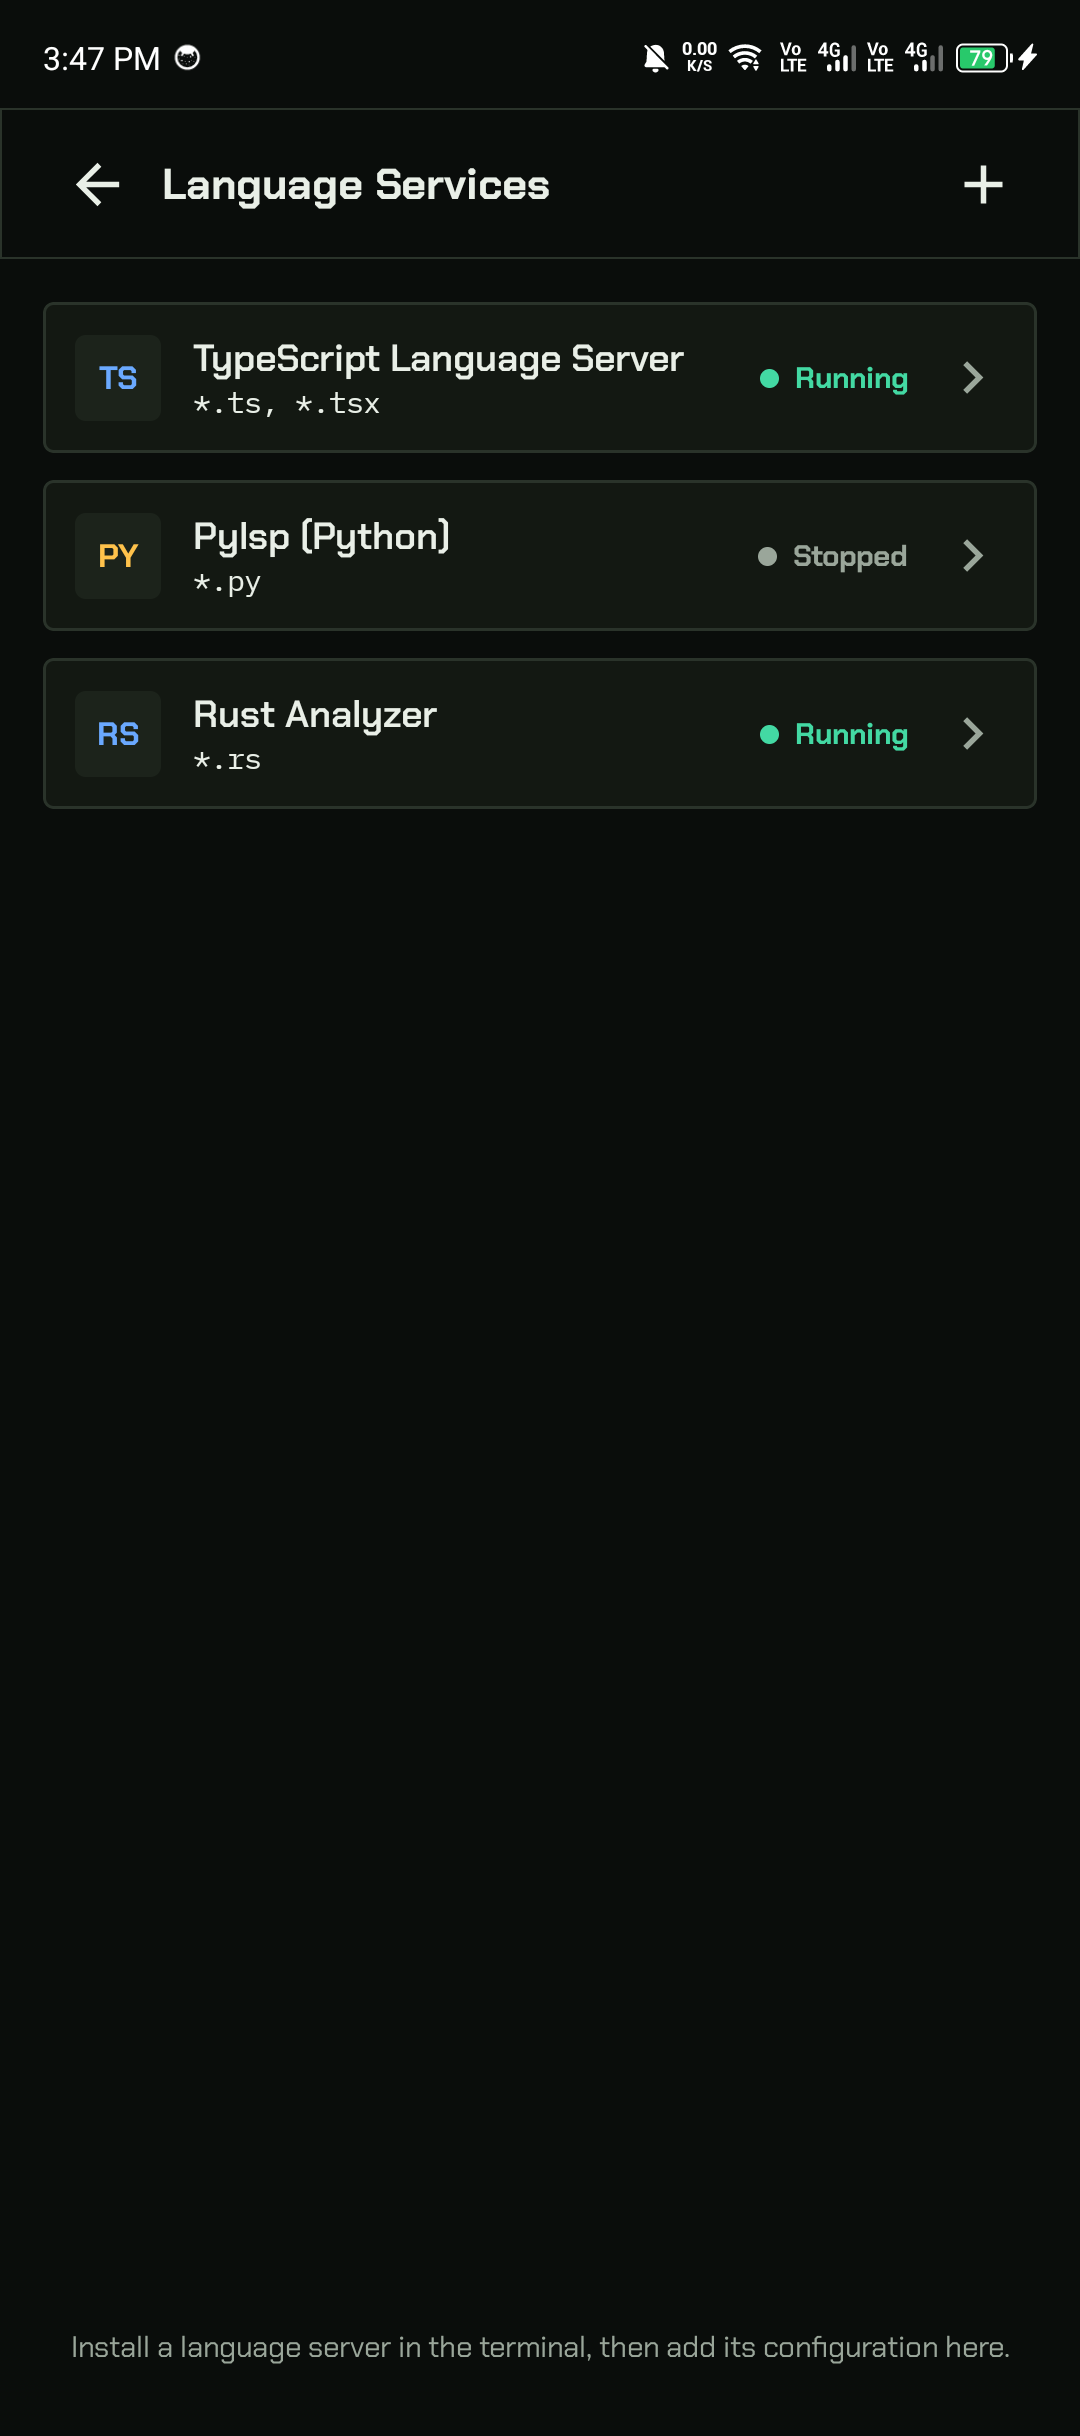 3:47 PM
0.00
K/S
Vo
LTE
4G
Vo
LTE
4G
79
Language Services
TS
TypeScript Language Server
*.ts, *.tsx
Running
PY
Pylsp (Python)
*.py
Stopped
RS
Rust Analyzer
*.rs
Running
Install a language server in the terminal, then add its configuration here.